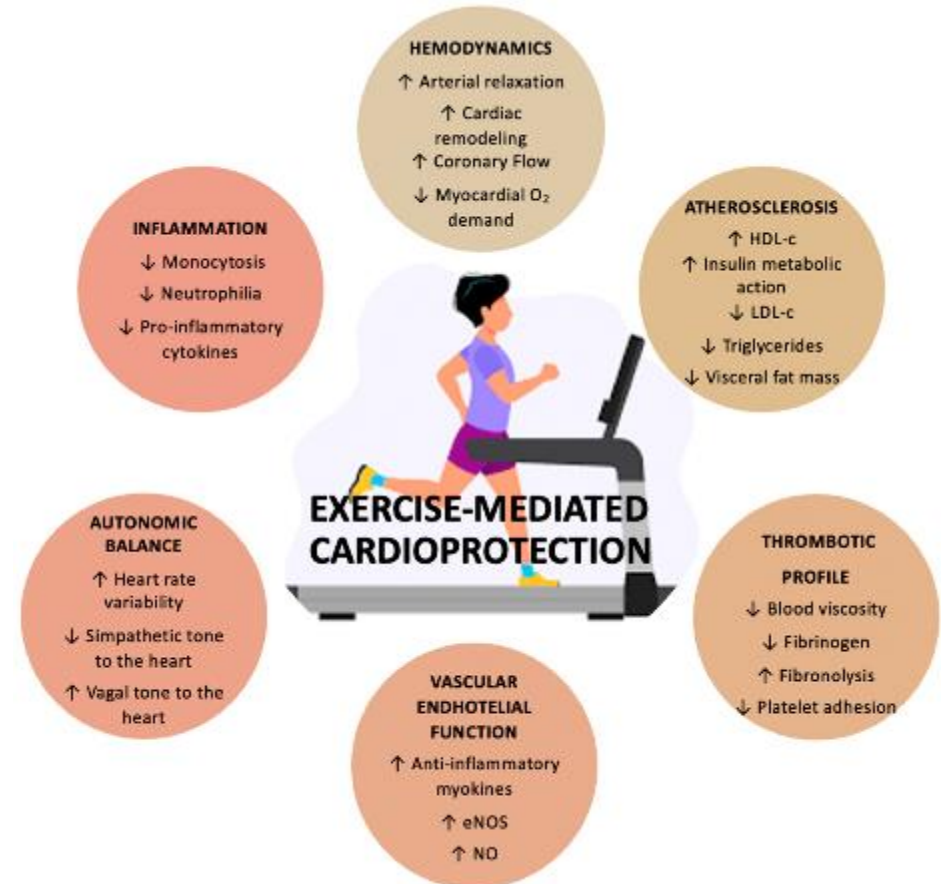 HEMODYNAMICS
↑ Arterial relaxation
↑ Cardiac
remodeling
↑ Coronary Flow
↓ Myocardial O₂
demand
INFLAMMATION
↓ Monocytosis
↓ Neutrophilia
↓ Pro-inflammatory
cytokines
ATHEROSCLEROSIS
↑ HDL-c
↑ Insulin metabolic
action
↓ LDL-c
↓ Triglycerides
↓ Visceral fat mass
EXERCISE-MEDIATED
CARDIOPROTECTION
AUTONOMIC
BALANCE
↑ Heart rate
variability
↓ Simpathetic tone
to the heart
↑ Vagal tone to the
heart
THROMBOTIC
PROFILE
↓ Blood viscosity
↓ Fibrinogen
↑ Fibronolysis
↓ Platelet adhesion
VASCULAR
ENDHOTELIAL
FUNCTION
↑ Anti-inflammatory
myokines
↑ eNOS
↑ NO